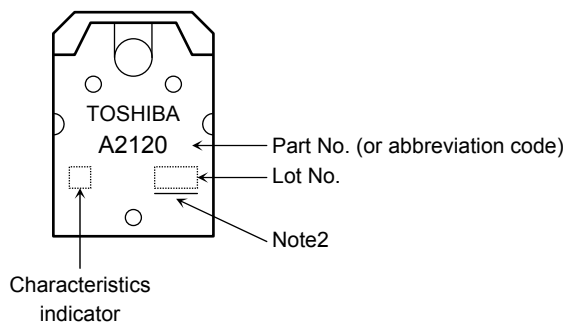 TOSHIBA
A2120
Part No. (or abbreviation code)
Lot No.
Note2
Characteristics
indicator